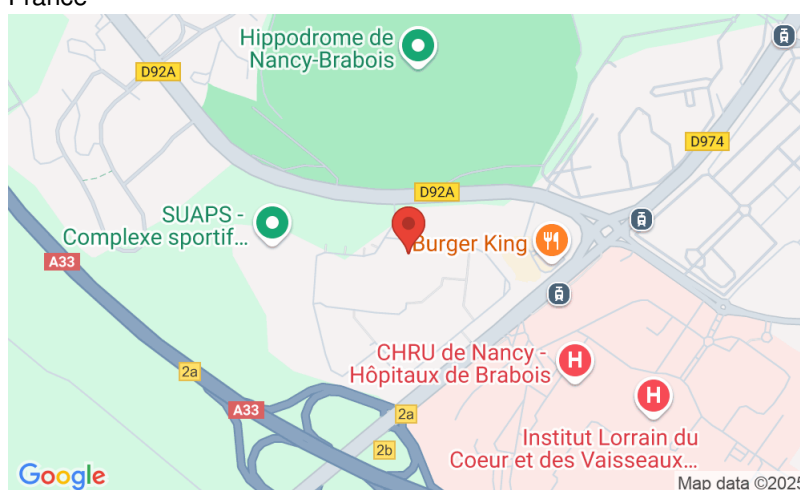 France
Hippodrome de
Nancy-Brabois
D92A
D974
D92A
SUAPS -
Complexe sportif...
Burger King
A33
CHRU de Nancy -
Hôpitaux de Brabois
H
2a
H
A33
2a
Institut Lorrain du
Coeur et des Vaisseaux...
2b
Google
Map data ©2025